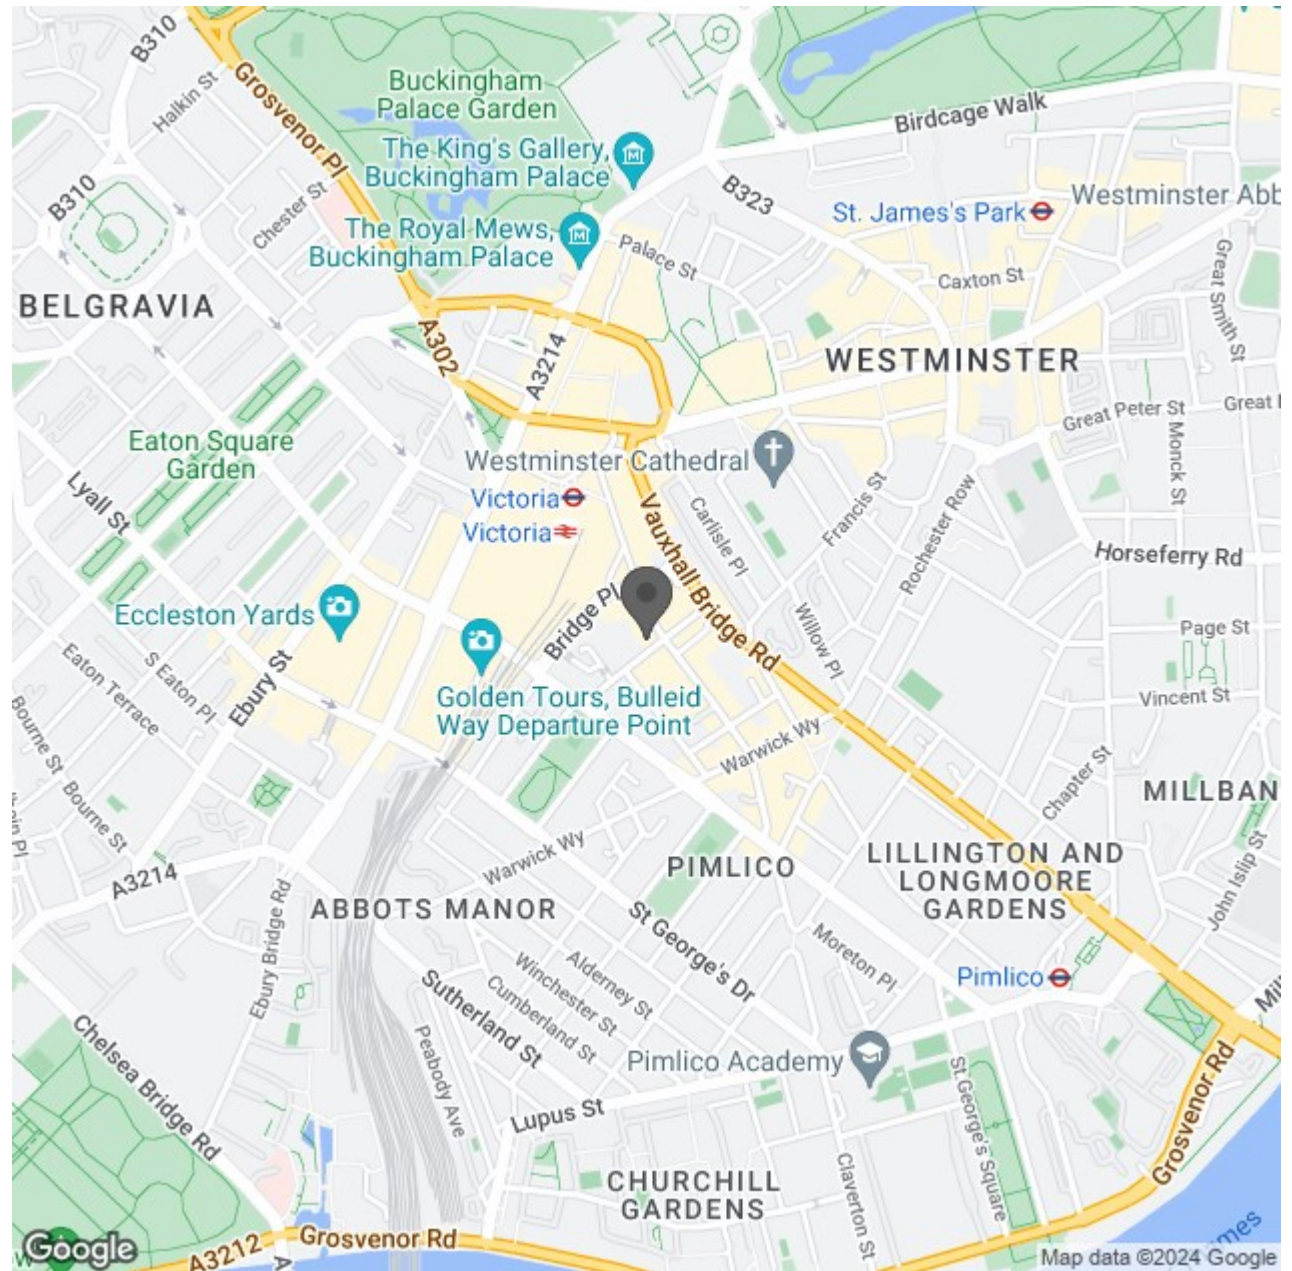 B310
Grosvenor Pl
Halkin St
Buckingham
Palace Garden
Birdcage Walk
The King's Gallery,
Buckingham Palace
B310
Chester St
B323
St. James's Park
Westminster Abb
The Royal Mews,
Buckingham Palace
Palace St
Caxton St
Great Smith St
BELGRAVIA
A302
A3214
WESTMINSTER
Great Peter St
Great
Monck St
Eaton Square
Garden
Westminster Cathedral
Lyall St
Victoria
Victoria
Vauxhall Bridge Rd
Carlisle Pl
Francis St
Rochester Row
Horseferry Rd
Eccleston Yards
Bridge Pl
Willow Pl
Page St
Eaton Terrace
S Eaton Pl
Ebury St
Golden Tours, Bulleid
Way Departure Point
Vincent St
Bourne St
Warwick Wy
Chapter St
MILLBAN
Bourne St
A3214
Warwick Wy
PIMLICO
LILLINGTON AND
LONGMOORE
GARDENS
John Islip St
Ebury Bridge Rd
ABBOTS MANOR
St George's Dr
Moreton Pl
Alderney St
Winchester St
Cumberland St
Sutherland St
Pimlico
Chelsea Bridge Rd
Peabody Ave
Pimlico Academy
St.George's Square
Grosvenor Rd
Lupus St
CHURCHILL
GARDENS
Claverton St
Google
A3212
Grosvenor Rd
Map data ©2024 Google